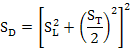 S_D = [S_L^2 + (S_T/2)^2]^2